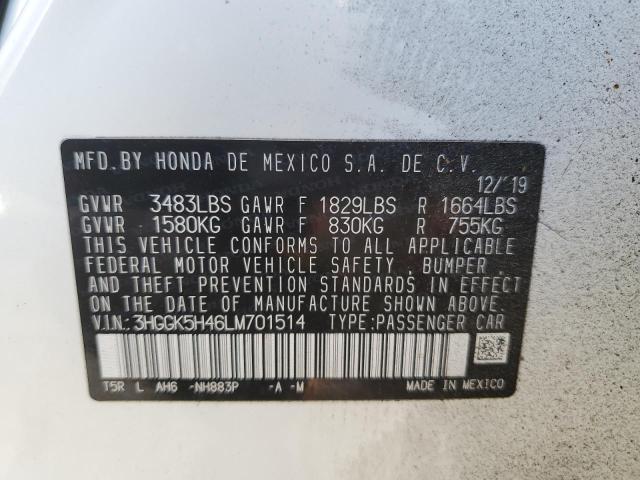 MFD. BY HONDA DE MEXICO S.A. DE C.V.
12/'19
GVWR 3483LBS GAWR F 1829LBS R 1664LBS
GVWR 1580KG GAWR F 830KG R 755KG
THIS VEHICLE CONFORMS TO ALL APPLICABLE
FEDERAL MOTOR VEHICLE SAFETY , BUMPER ,
AND THEFT PREVENTION STANDARDS IN EFFECT
ON THE DATE OF MANUFACTURE SHOWN ABOVE.
V.I.N.: 3HGGK5H46LM701514 TYPE: PASSENGER CAR
T5R L AH6 -NH883P -A -M
MADE IN MEXICO